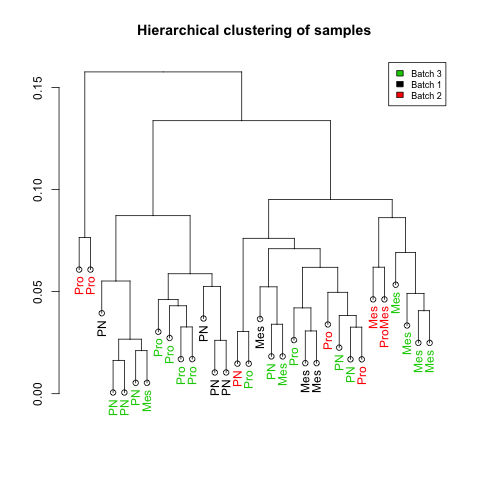 Hierarchical clustering of samples
Batch 3
Batch 1
Batch 2
0.15
0.10
0.05
0.00
Pro
Pro
PN
PN
PN
PN
Mes
Pro
Pro
Pro
Pro
PN
PN
PN
PN
Pro
Mes
PN
Mes
Pro
Mes
Mes
Pro
PN
PN
Pro
Mes
ProMes
Mes
Mes
Mes
Mes